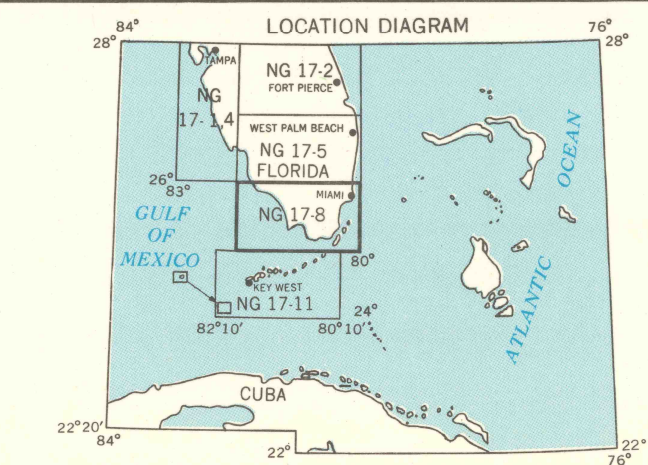 LOCATION DIAGRAM
84°
76°
28°
28°
TAMPA
NG 17-2
FORT PIERCE
NG
17-1,4
WEST PALM BEACH
NG 17-5
FLORIDA
OCEAN
26°
83°
MIAMI
NG 17-8
GULF
OF
MEXICO
80°
KEY WEST
NG 17-11
24°
82°10'
80°10'
ATLANTIC
CUBA
22°20'
84°
22°
22°
76°